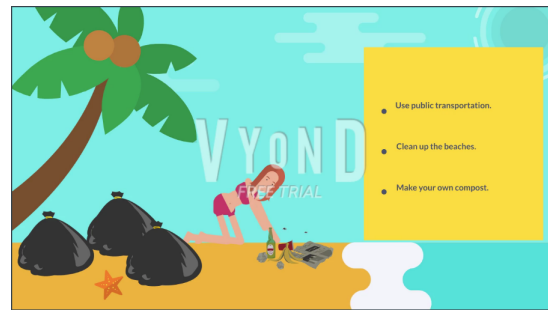 VYOND
FREE TRIAL
Use public transportation.
Clean up the beaches.
Make your own compost.